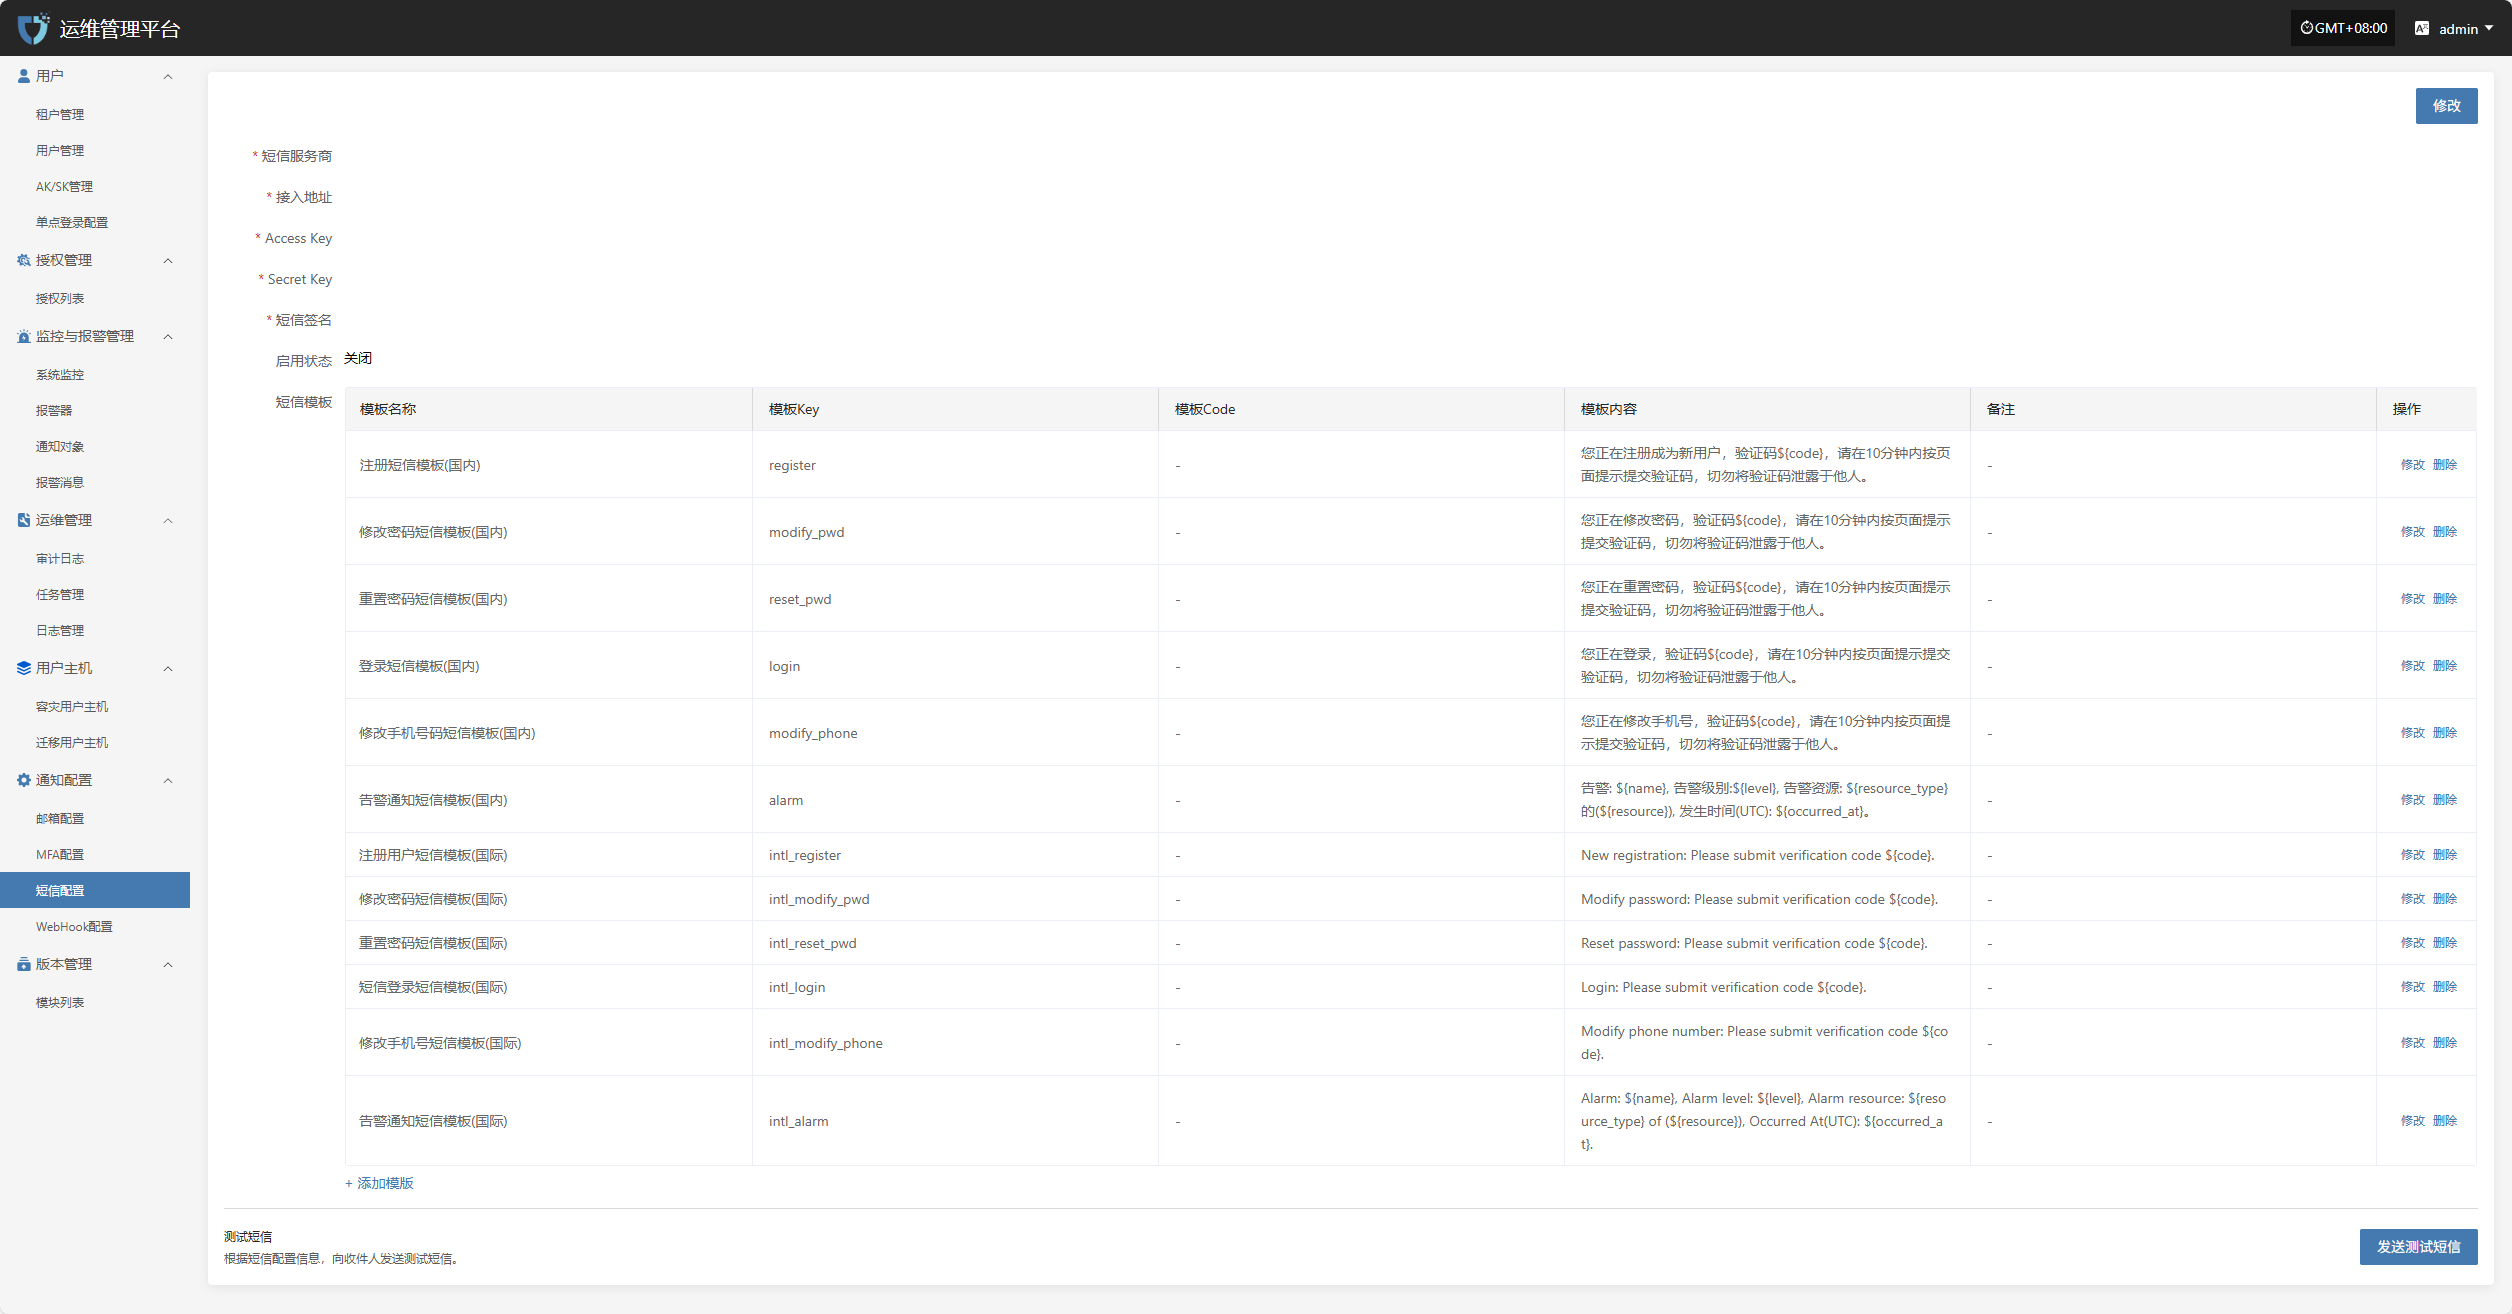 运维管理平台
GMT+08:00
admin
用户
租户管理
用户管理
AK/SK管理
单点登录配置
授权管理
授权列表
监控与报警管理
系统监控
报警器
通知对象
报警消息
运维管理
审计日志
任务管理
日志管理
用户主机
容灾用户主机
迁移用户主机
通知配置
邮箱配置
MFA配置
短信配置
WebHook配置
版本管理
模块列表
修改
* 短信服务商
* 接入地址
* Access Key
* Secret Key
* 短信签名
启用状态 关闭
短信模板
模板名称 模板Key 模板Code 模板内容 备注 操作
注册短信模板(国内) register - 您正在注册成为新用户，验证码${code}，请在10分钟内按页
面提示提交验证码，切勿将验证码泄露于他人。 - 修改 删除
修改密码短信模板(国内) modify_pwd - 您正在修改密码，验证码${code}，请在10分钟内按页面提示
提交验证码，切勿将验证码泄露于他人。 - 修改 删除
重置密码短信模板(国内) reset_pwd - 您正在重置密码，验证码${code}，请在10分钟内按页面提示
提交验证码，切勿将验证码泄露于他人。 - 修改 删除
登录短信模板(国内) login - 您正在登录，验证码${code}，请在10分钟内按页面提示提交
验证码，切勿将验证码泄露于他人。 - 修改 删除
修改手机号码短信模板(国内) modify_phone - 您正在修改手机号，验证码${code}，请在10分钟内按页面提
示提交验证码，切勿将验证码泄露于他人。 - 修改 删除
告警通知短信模板(国内) alarm - 告警: ${name}, 告警级别:${level}, 告警资源: ${resource_type}
的(${resource}), 发生时间(UTC): ${occurred_at}。 - 修改 删除
注册用户短信模板(国际) intl_register - New registration: Please submit verification code ${code}. - 修改 删除
修改密码短信模板(国际) intl_modify_pwd - Modify password: Please submit verification code ${code}. - 修改 删除
重置密码短信模板(国际) intl_reset_pwd - Reset password: Please submit verification code ${code}. - 修改 删除
短信登录短信模板(国际) intl_login - Login: Please submit verification code ${code}. - 修改 删除
修改手机号短信模板(国际) intl_modify_phone - Modify phone number: Please submit verification code ${co
de}. - 修改 删除
告警通知短信模板(国际) intl_alarm - Alarm: ${name}, Alarm level: ${level}, Alarm resource: ${reso
urce_type} of (${resource}), Occurred At(UTC): ${occurred_a
t}. - 修改 删除
+ 添加模版
测试短信
根据短信配置信息，向收件人发送测试短信。
发送测试短信